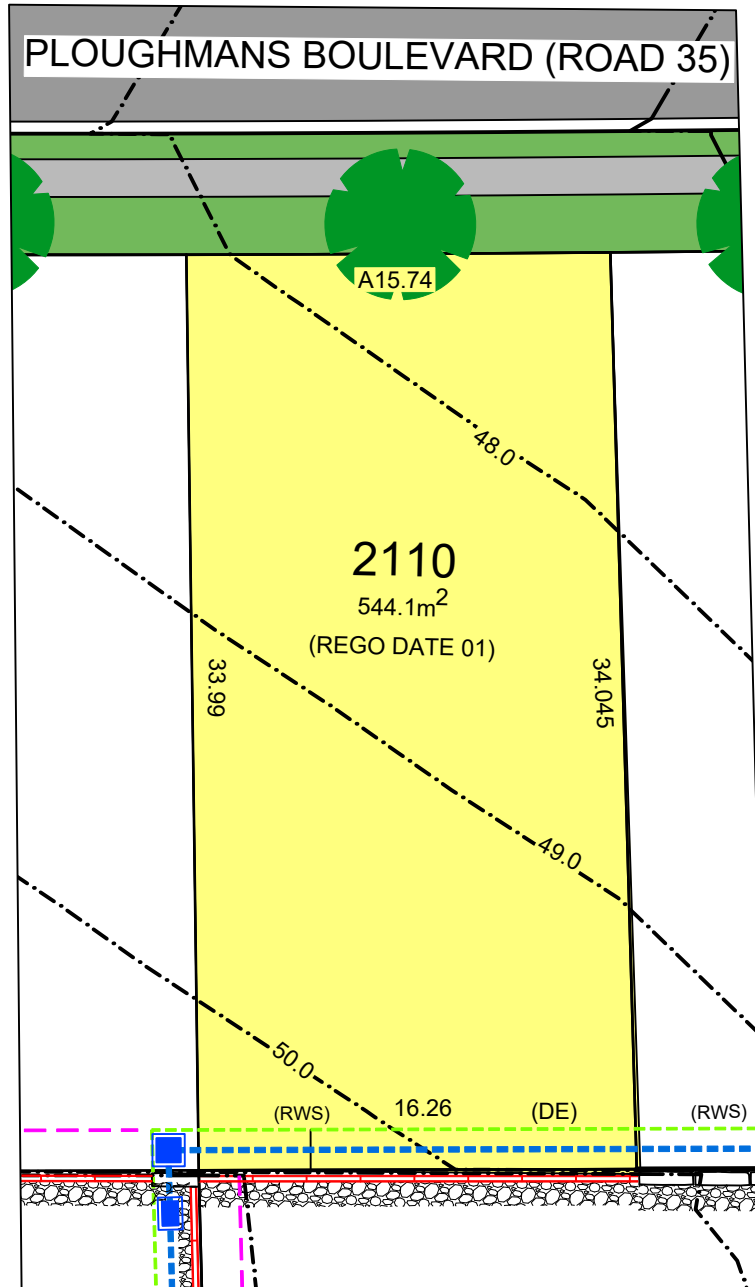 PLOUGHMANS BOULEVARD (ROAD 35)
A15.74
48.0
2110
544.1m²
(REGO DATE 01)
33.99
34.045
49.0
50.0
(RWS)
16.26
(DE)
(RWS)